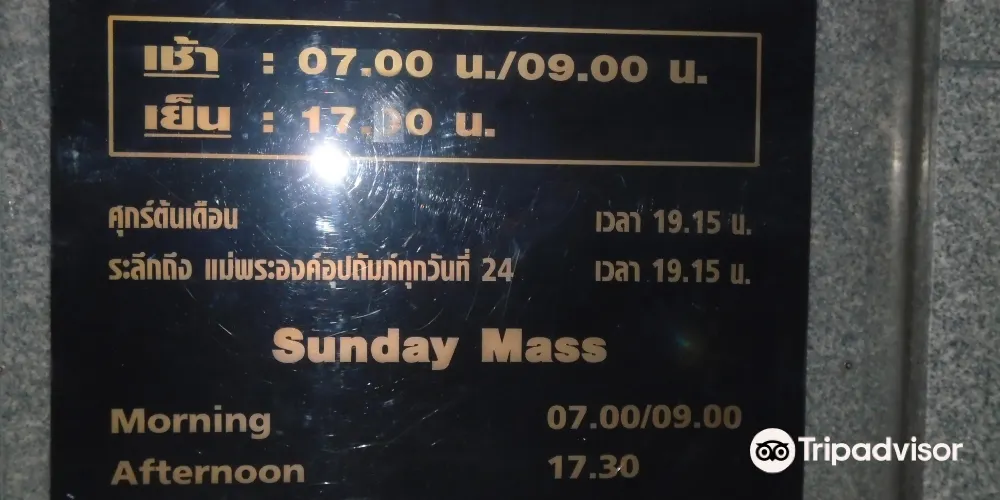 เช้า : 07.00 น./09.00 น.
เย็น : น.
ศุกร์ต้นเดือน เวลา 19.15 น.
ระลึกถึง แม่พระองค์อุปถัมภ์ทุกวันที่ 24 เวลา 19.15 น.
Sunday Mass
Morning 07.00/09.00
Afternoon 17.30
Tripadvisor